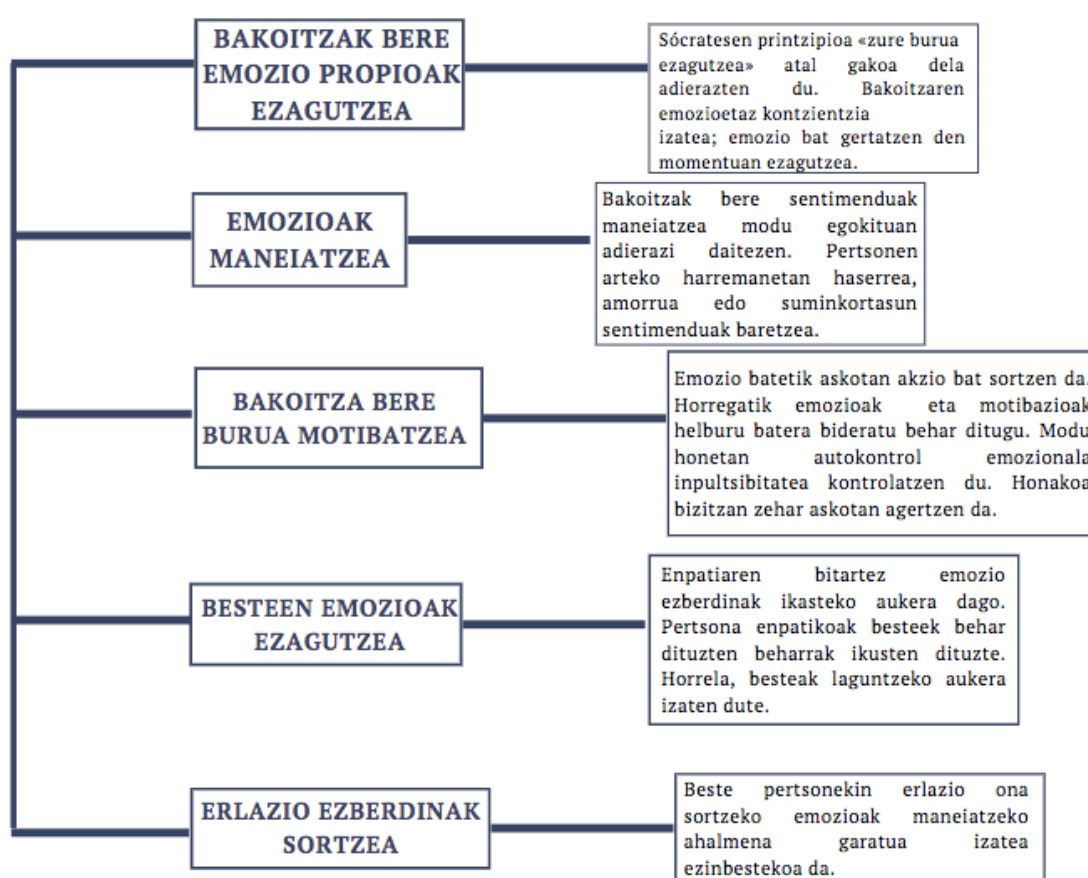 BAKOITZAK BERE
EMOZIO PROPIOAK
EZAGUTZEA
Sócratesen printzipioa «zure burua
ezagutzea» atal gakoa dela
adierazten du. Bakoitzaren
emozioetaz kontzientzia
izatea; emozio bat gertatzen den
momentuan ezagutzea.
EMOZIOAK
MANEIATZEA
Bakoitzak bere sentimenduak
maneiatzea modu egokituan
adierazi daitezen. Pertsonen
arteko harremanetan haserrea,
amorrua edo suminkortasun
sentimenduak baretzea.
BAKOITZA BERE
BURUA MOTIBATZEA
Emozio batetik askotan akzio bat sortzen da.
Horregatik emozioak eta motibazioak
helburu batera bideratu behar ditugu. Modu
honetan autokontrol emozionala
inpultsibitatea kontrolatzen du. Honakoa
bizitzan zehar askotan agertzen da.
BESTEEN EMOZIOAK
EZAGUTZEA
Enpatiaren bitartez emozio
ezberdinak ikasteko aukera dago.
Pertsona enpatikoak besteek behar
dituzten beharrak ikusten dituzte.
Horrela, besteak laguntzeko aukera
izaten dute.
ERLAZIO EZBERDINAK
SORTZEA
Beste pertsonekin erlazio ona
sortzeko emozioak maneiatzeko
ahalmena garatua izatea
ezinbestekoa da.